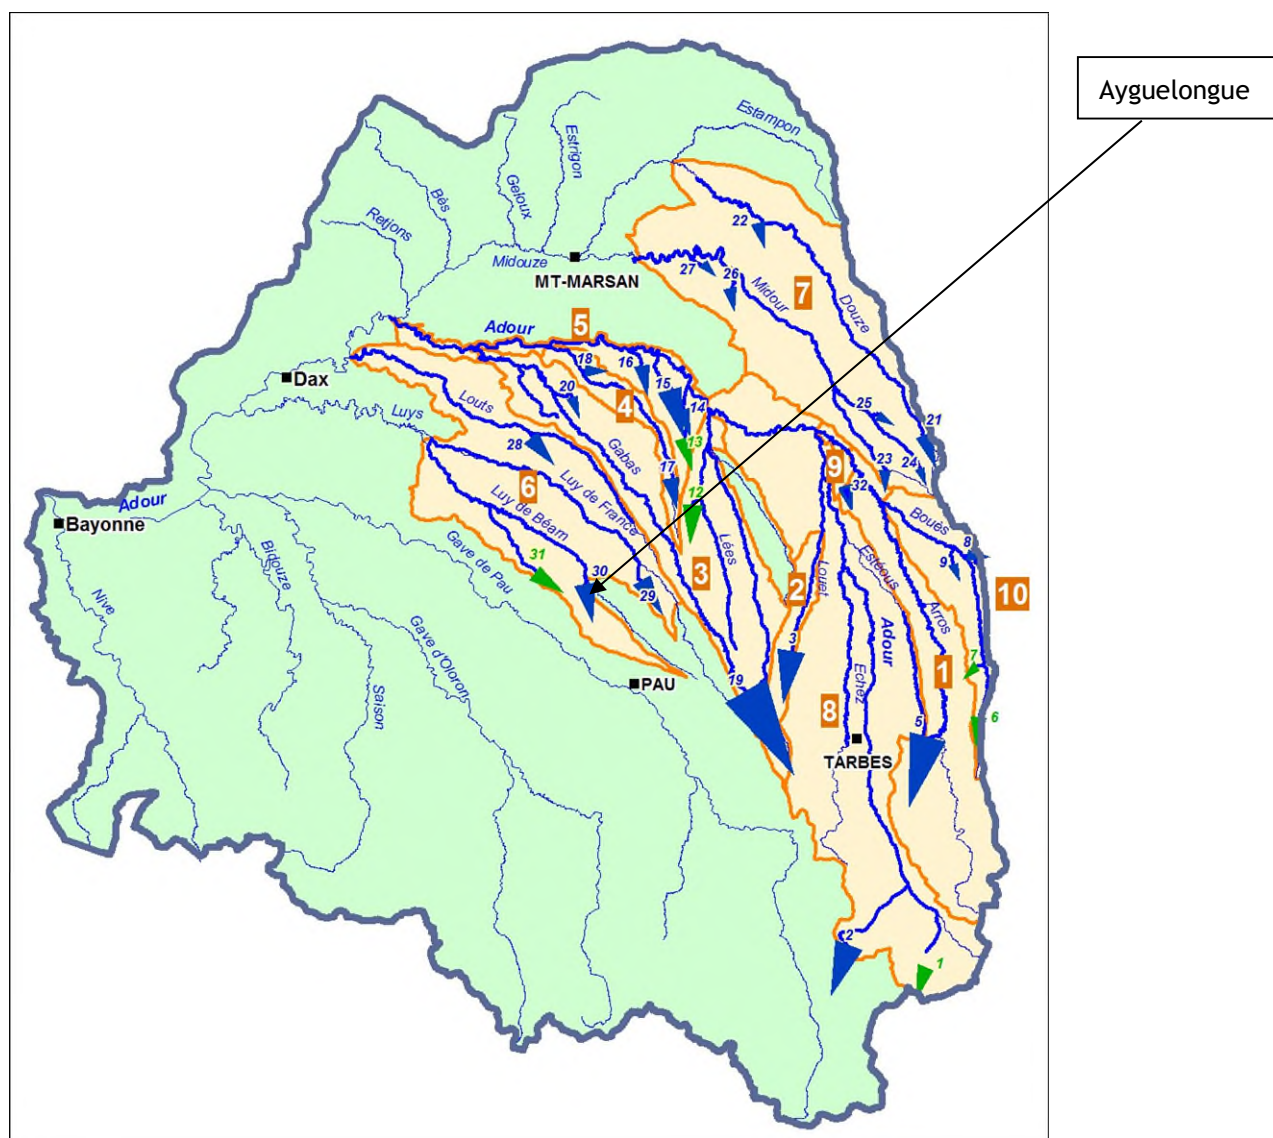 Ayguelongue
Estampon
Estrigon
Geloux
Bès
Retjons
22
Midouze
MT-MARSAN
27
26
Midour
7
Douze
5
Adour
18
16
15
14
20
4
Dax
Louts
Luys
25
21
13
28
Gabas
17
23
24
9
32
6
Luy de France
12
Luy de Béarn
Adour
Bayonne
Gave de Pau
Bidouze
Boués
8
9
Lées
31
30
3
29
2
Louet
Estéous
Arros
10
Nive
Gave d'Oloron
Adour
3
7
1
PAU
19
Saison
Echez
8
5
6
TARBES
2
1